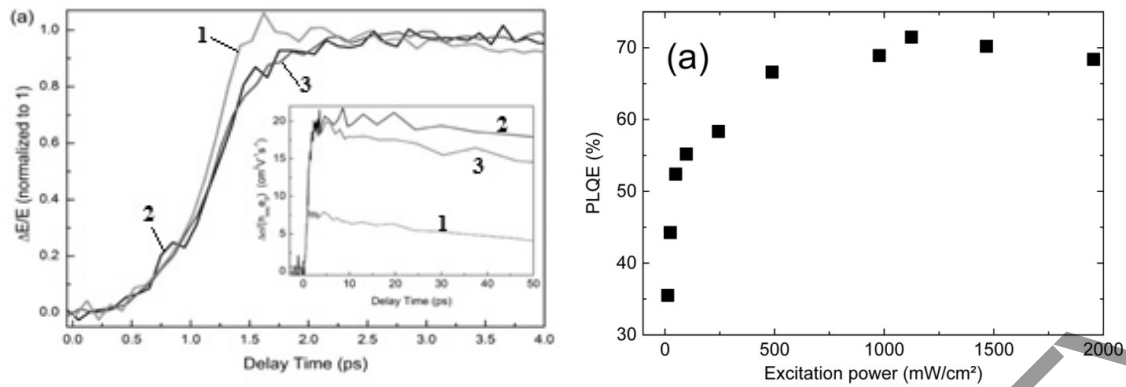 (a)
ΔE/E (normalized to 1)
1.0
0.8
0.6
0.4
0.2
0.0
1
2
3
0.0 0.5 1.0 1.5 2.0 2.5 3.0 3.5 4.0
Delay Time (ps)
20
15
10
5
0
2
3
1
0 10 20 30 40 50
Delay Time (ps)
(a)
PLQE (%)
70
60
50
40
30
0 500 1000 1500 2000
Excitation power (mW/cm²)